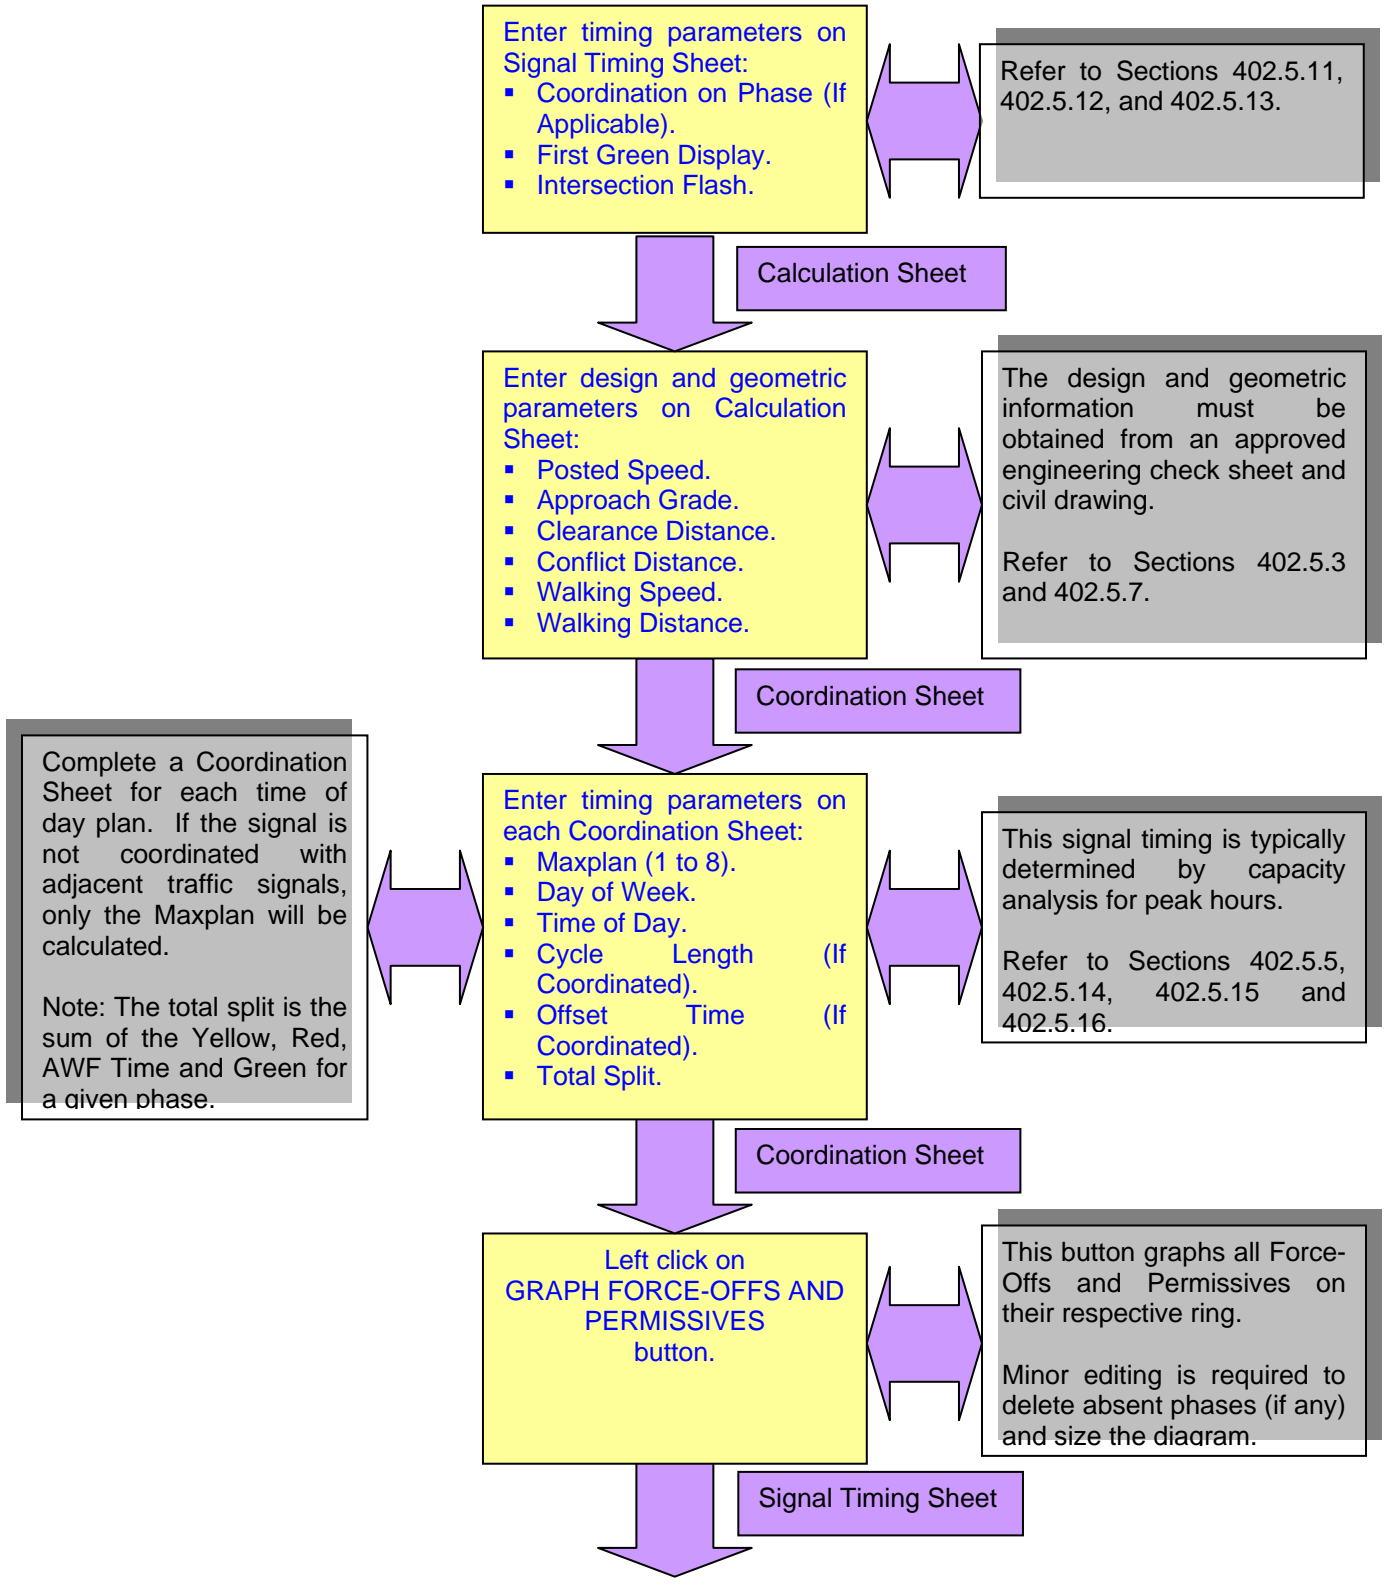 Enter timing parameters on
Signal Timing Sheet:
▪ Coordination on Phase (If
Applicable).
▪ First Green Display.
▪ Intersection Flash.
Refer to Sections 402.5.11,
402.5.12, and 402.5.13.
Calculation Sheet
Enter design and geometric
parameters on Calculation
Sheet:
▪ Posted Speed.
▪ Approach Grade.
▪ Clearance Distance.
▪ Conflict Distance.
▪ Walking Speed.
▪ Walking Distance.
The design and geometric
information must be
obtained from an approved
engineering check sheet and
civil drawing.
Refer to Sections 402.5.3
and 402.5.7.
Coordination Sheet
Complete a Coordination
Sheet for each time of
day plan. If the signal is
not coordinated with
adjacent traffic signals,
only the Maxplan will be
calculated.
Note: The total split is the
sum of the Yellow, Red,
AWF Time and Green for
a given phase.
Enter timing parameters on
each Coordination Sheet:
▪ Maxplan (1 to 8).
▪ Day of Week.
▪ Time of Day.
▪ Cycle Length (If
Coordinated).
▪ Offset Time (If
Coordinated).
▪ Total Split.
This signal timing is typically
determined by capacity
analysis for peak hours.
Refer to Sections 402.5.5,
402.5.14, 402.5.15 and
402.5.16.
Coordination Sheet
Left click on
GRAPH FORCE-OFFS AND
PERMISSIVES
button.
This button graphs all Force-
Offs and Permissives on
their respective ring.
Minor editing is required to
delete absent phases (if any)
and size the diagram.
Signal Timing Sheet